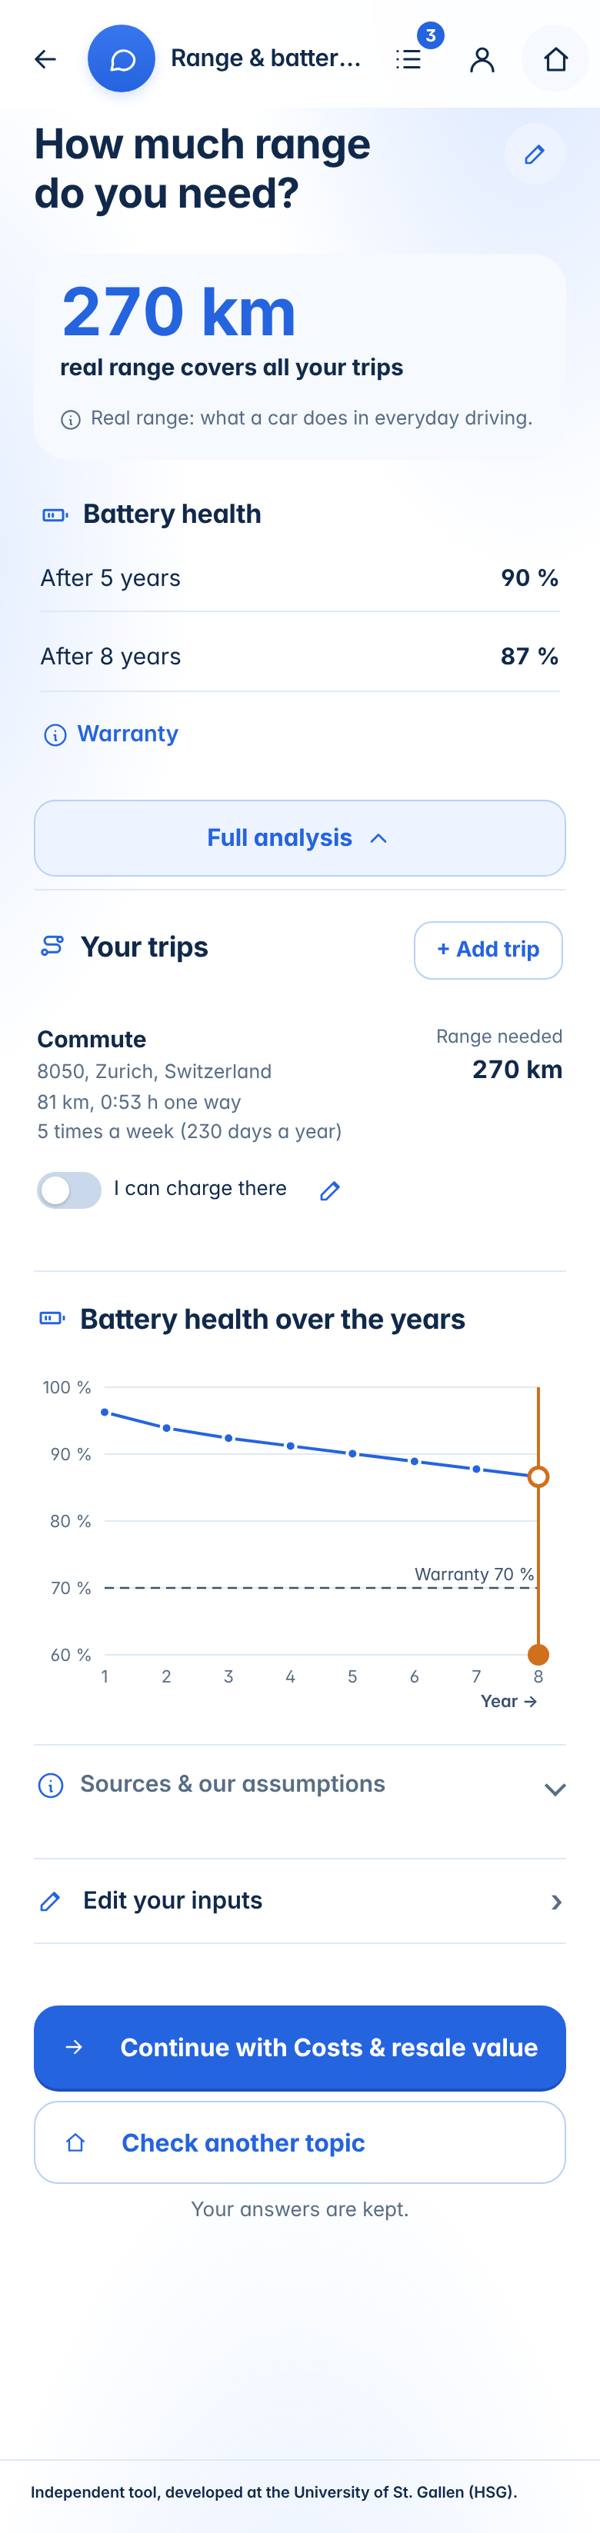 Range & batter...
3
How much range
do you need?
270 km
real range covers all your trips
Real range: what a car does in everyday driving.
Battery health
After 5 years 90 %
After 8 years 87 %
Warranty
Full analysis
Your trips
+ Add trip
Commute
Range needed
8050, Zurich, Switzerland
270 km
81 km, 0:53 h one way
5 times a week (230 days a year)
I can charge there
Battery health over the years
100 %
90 %
80 %
Warranty 70 %
70 %
60 %
1 2 3 4 5 6 7 8
Year →
Sources & our assumptions
Edit your inputs
Continue with Costs & resale value
Check another topic
Your answers are kept.
Independent tool, developed at the University of St. Gallen (HSG).